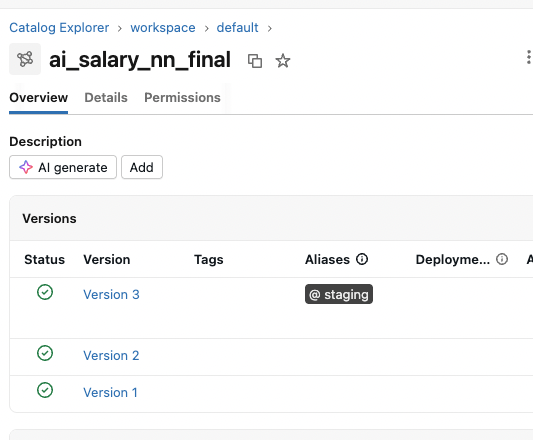 Catalog Explorer > workspace > default >
ai_salary_nn_final
Overview Details Permissions
Description
AI generate Add
Versions
Status Version Tags Aliases Deployme... A
Version 3 @ staging
Version 2
Version 1